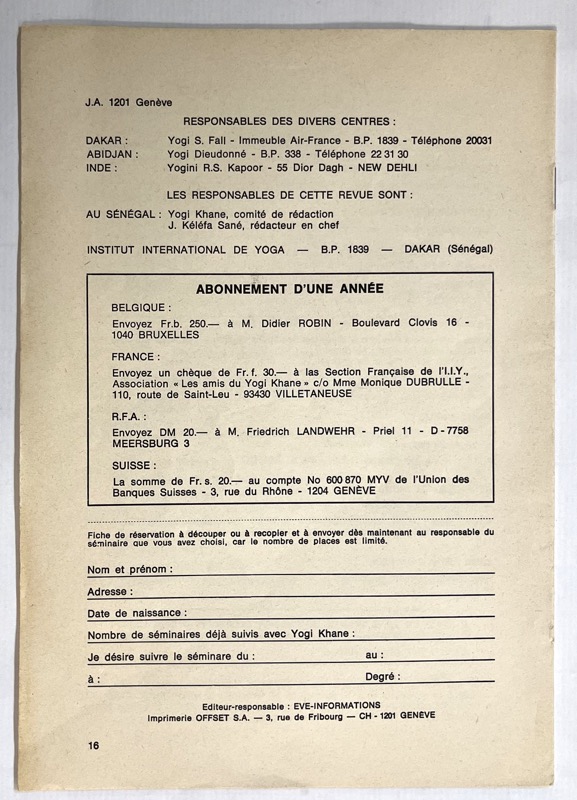 J.A. 1201 Genève
RESPONSABLES DES DIVERS CENTRES :
DAKAR : Yogi S. Fall - Immeuble Air-France - B.P. 1839 - Téléphone 20031
ABIDJAN : Yogi Dieudonné - B.P. 338 - Téléphone 22 31 30
INDE : Yogini R.S. Kapoor - 55 Dior Dagh - NEW DEHLI
LES RESPONSABLES DE CETTE REVUE SONT :
AU SÉNÉGAL : Yogi Khane, comité de rédaction
J. Kéléfa Sané, rédacteur en chef
INSTITUT INTERNATIONAL DE YOGA — B.P. 1839 — DAKAR (Sénégal)
ABONNEMENT D'UNE ANNÉE
BELGIQUE :
Envoyez Fr.b. 250.— à M. Didier ROBIN - Boulevard Clovis 16 -
1040 BRUXELLES
FRANCE :
Envoyez un chèque de Fr. f. 30.— à las Section Française de l'I.I.Y.,
Association « Les amis du Yogi Khane » c/o Mme Monique DUBRULLE -
110, route de Saint-Leu - 93430 VILLETANEUSE
R.F.A. :
Envoyez DM 20.— à M. Friedrich LANDWEHR - Priel 11 - D - 7758
MEERSBURG 3
SUISSE :
La somme de Fr. s. 20.— au compte No 600 870 MYV de l'Union des
Banques Suisses - 3, rue du Rhône - 1204 GENÈVE
Fiche de réservation à découper ou à recopier et à envoyer dès maintenant au responsable du
séminaire que vous avez choisi, car le nombre de places est limité.
Nom et prénom :
Adresse :
Date de naissance :
Nombre de séminaires déjà suivis avec Yogi Khane :
Je désire suivre le séminare du : au :
à : Degré :
Editeur-responsable : EVE-INFORMATIONS
Imprimerie OFFSET S.A. — 3, rue de Fribourg — CH - 1201 GENÈVE
16